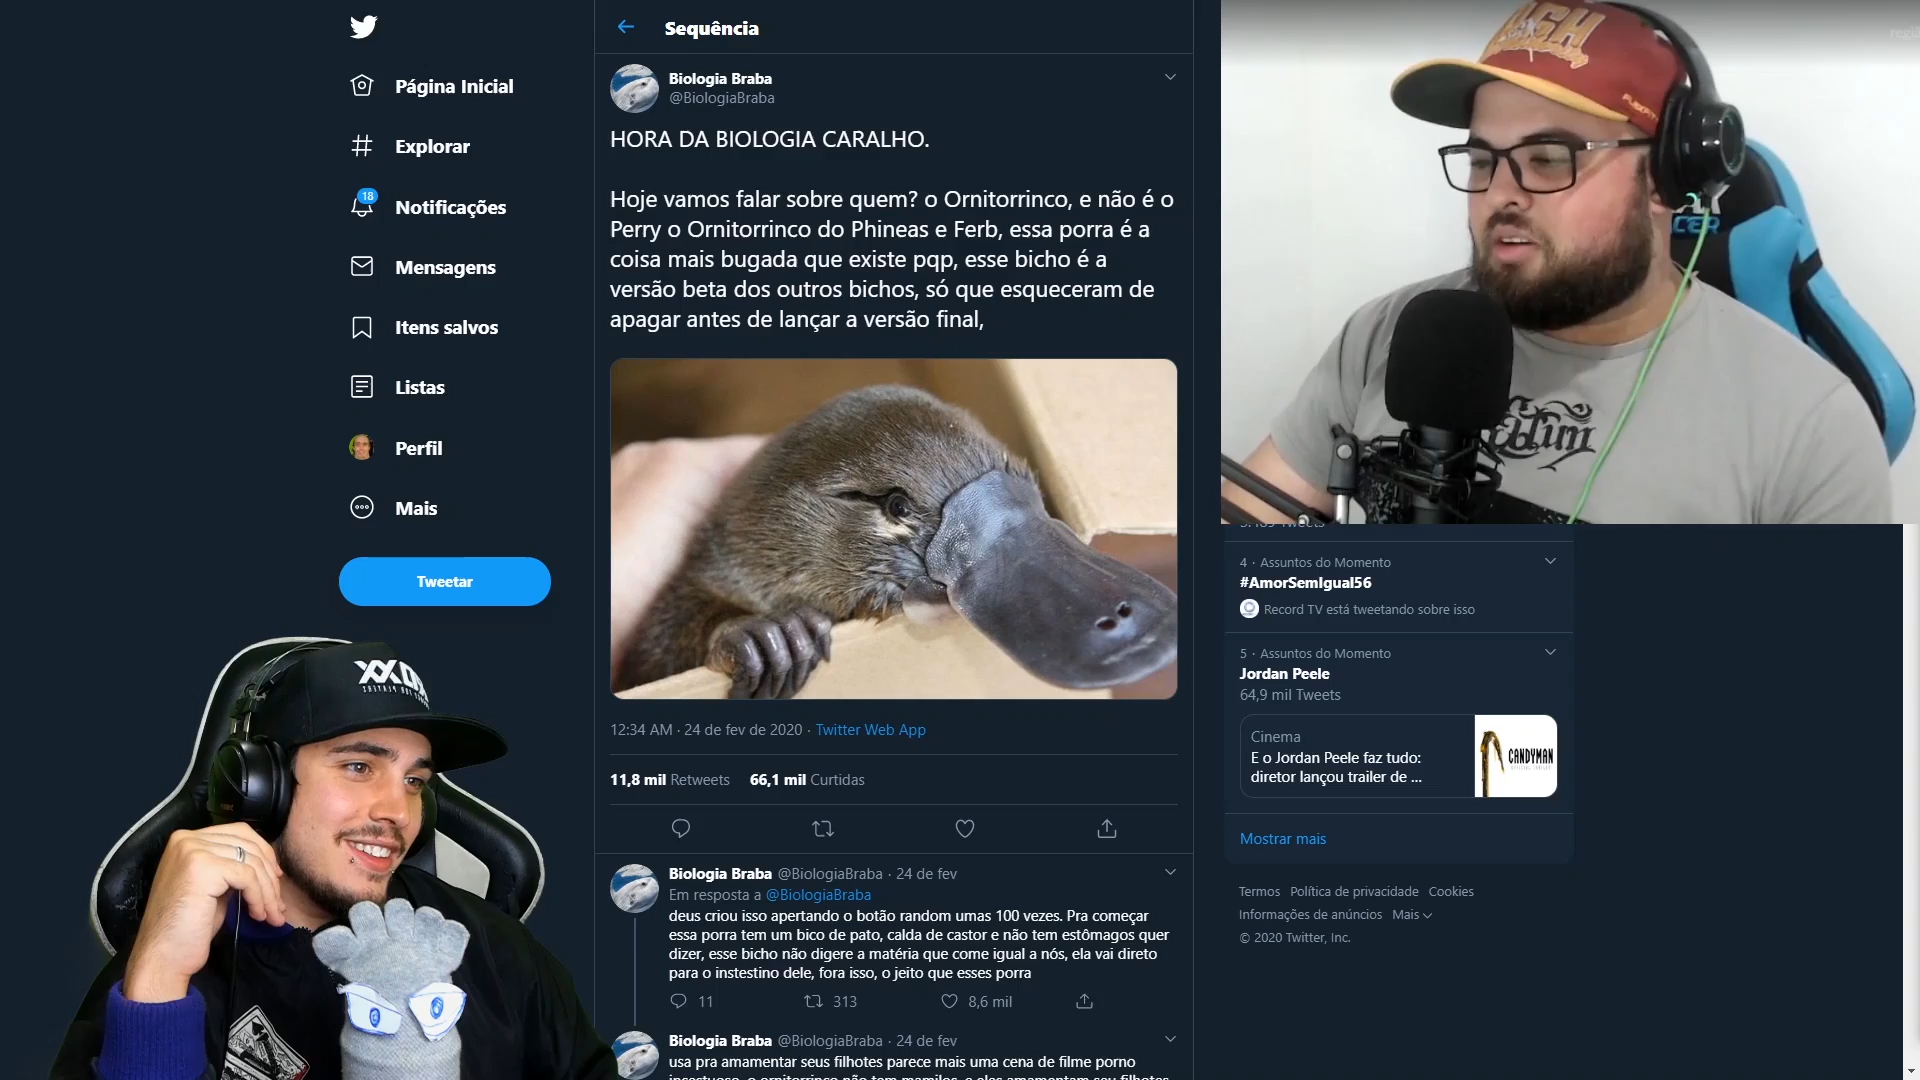 Página Inicial
Explorar
18
Notificações
Mensagens
Itens salvos
Listas
Perfil
Mais
Tweetar
Sequência
Biologia Braba
@BiologiaBraba
HORA DA BIOLOGIA CARALHO.
Hoje vamos falar sobre quem? o Ornitorrinco, e não é o
Perry o Ornitorrinco do Phineas e Ferb, essa porra é a
coisa mais bugada que existe pqp, esse bicho é a
versão beta dos outros bichos, só que esqueceram de
apagar antes de lançar a versão final,
12:34 AM · 24 de fev de 2020 · Twitter Web App
11,8 mil Retweets 66,1 mil Curtidas
Biologia Braba @BiologiaBraba · 24 de fev
Em resposta a @BiologiaBraba
deus criou isso apertando o botão random umas 100 vezes. Pra começar
essa porra tem um bico de pato, calda de castor e não tem estômagos quer
dizer, esse bicho não digere a matéria que come igual a nós, ela vai direto
para o instestino dele, fora isso, o jeito que esses porra
11 313 8,6 mil
Biologia Braba @BiologiaBraba · 24 de fev
usa pra amamentar seus filhotes parece mais uma cena de filme porno
4 · Assuntos do Momento
#AmorSemIgual56
Record TV está tweetando sobre isso
5 · Assuntos do Momento
Jordan Peele
64,9 mil Tweets
Cinema
E o Jordan Peele faz tudo:
diretor lançou trailer de ...
CANDYMAN
Mostrar mais
Termos Política de privacidade Cookies
Informações de anúncios Mais
© 2020 Twitter, Inc.